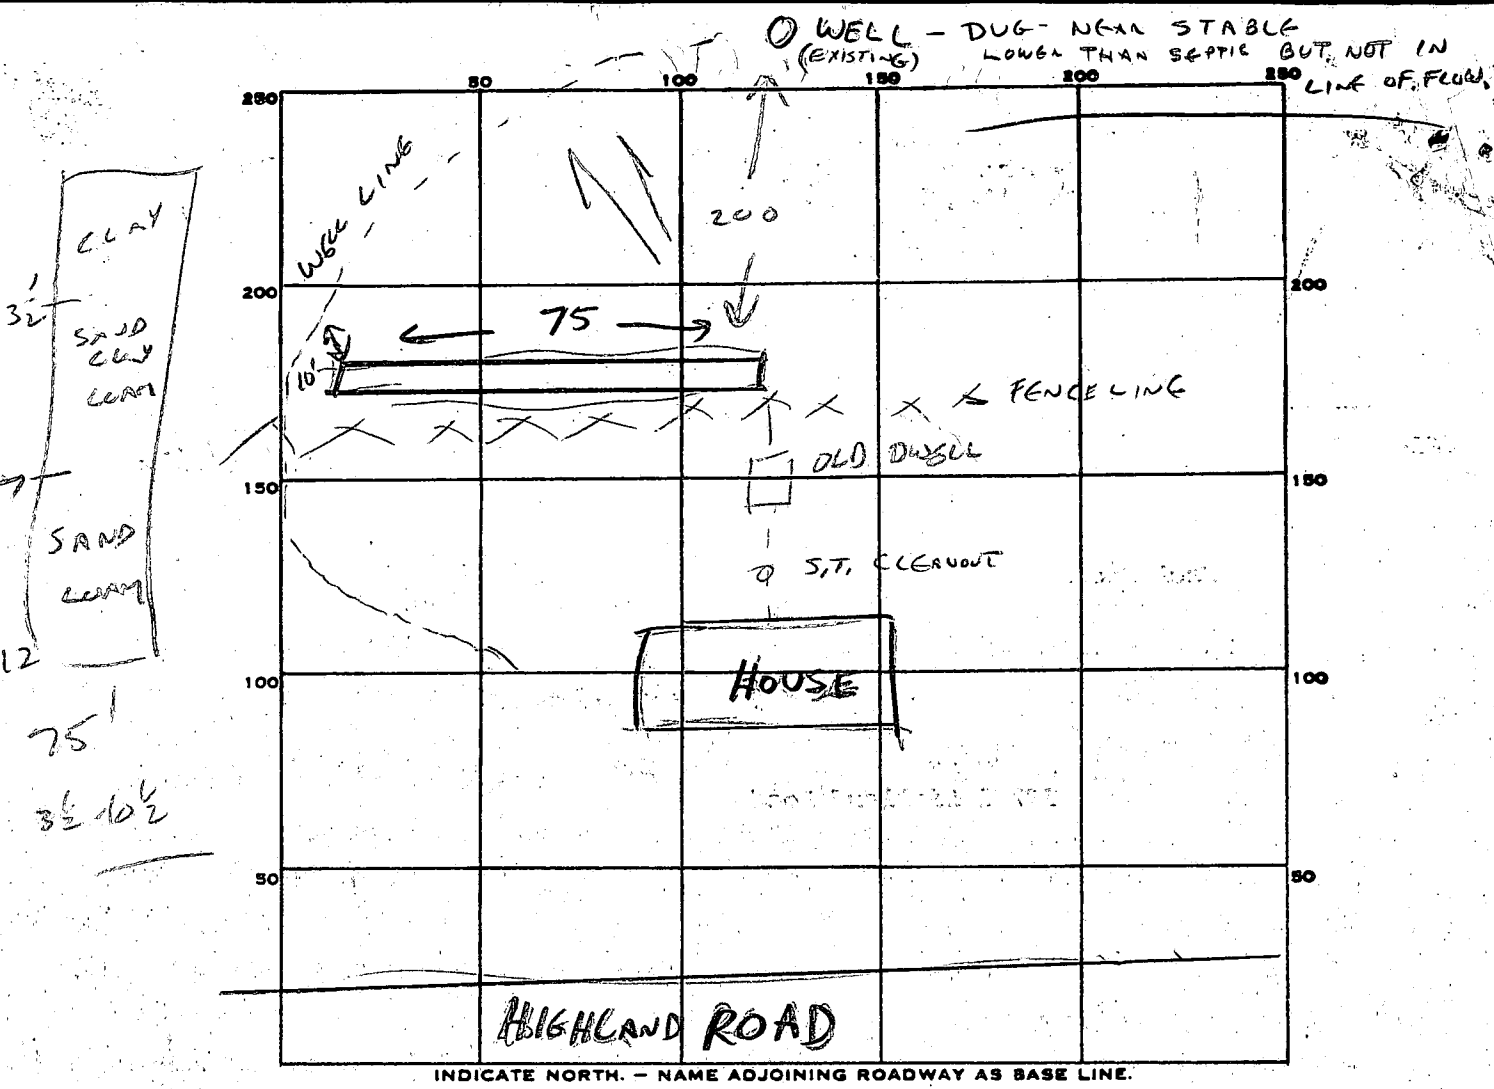 WELL - DUG - NEAR STABLE
(EXISTING) LOWER THAN SEPPIC BUT NOT IN
LINE OF FLOW.
50 100 150 200 250
250
WELL LINE
200
CLAY
3½'
200 200
75
SAND
CLAY
LOAM
10'
FENCE LINE
OLD DWELL
7
150 150
SAND
LOAM
S.T. CLEANOUT
12
HOUSE
100 100
75'
3½ 10½
50 50
HIGHLAND ROAD
INDICATE NORTH. — NAME ADJOINING ROADWAY AS BASE LINE.